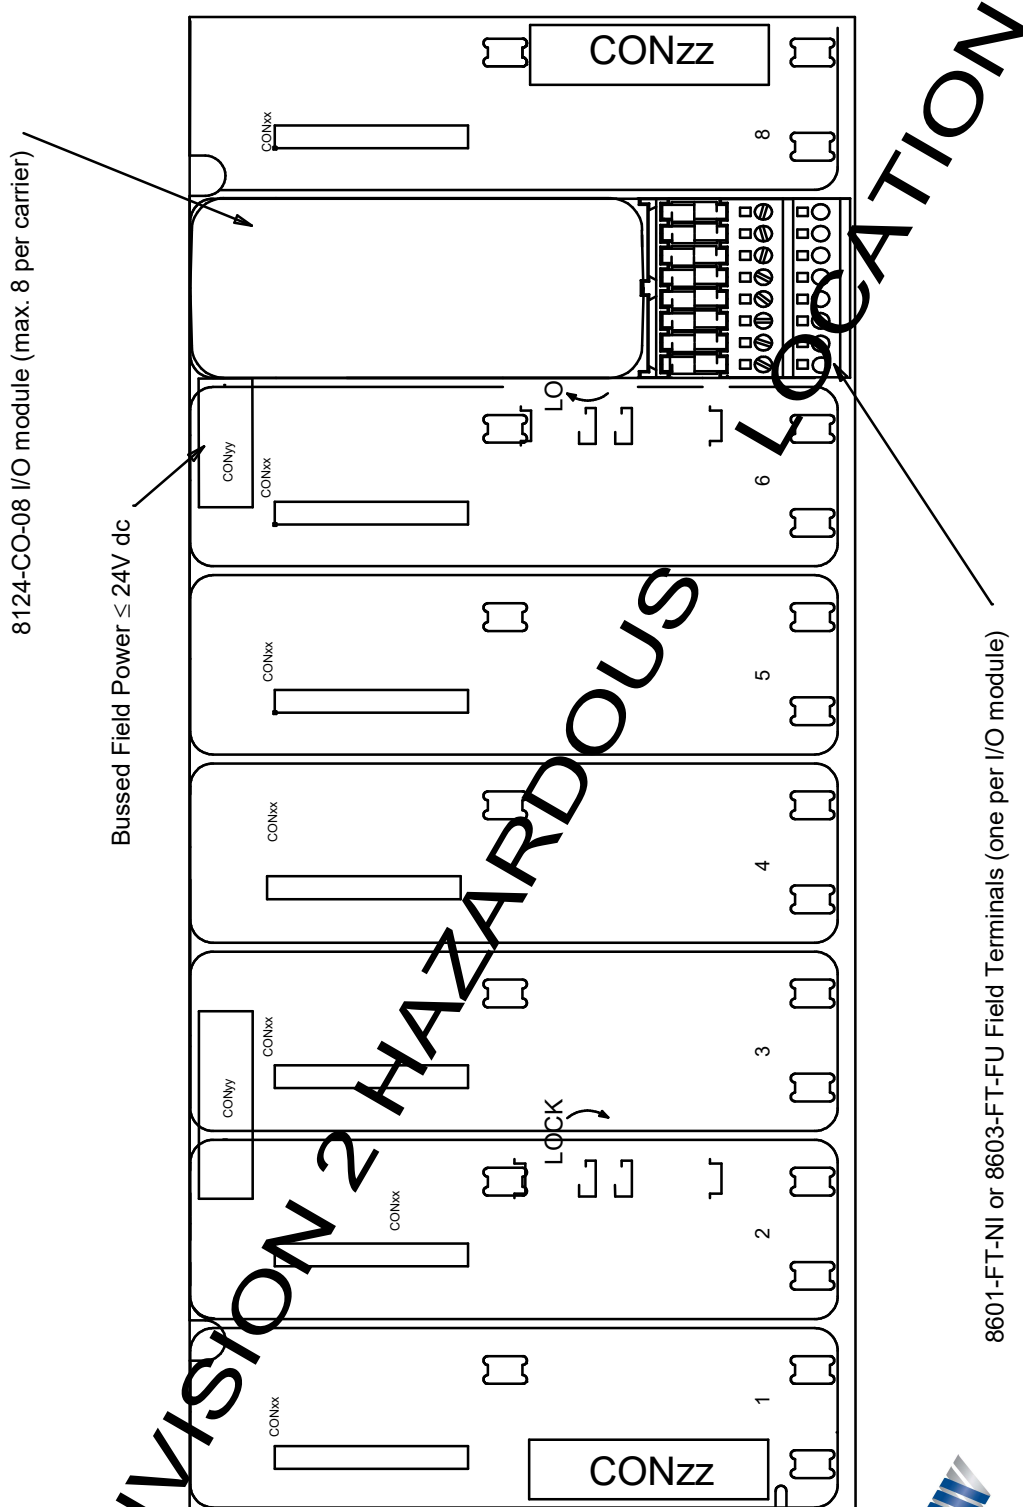 8124-CO-08 I/O module (max. 8 per carrier)
Bussed Field Power ≤ 24V dc
CONzz
CONxx
8
CONyy
CONxx
LO
6
CONxx
5
CONxx
4
CONxx
CONyy
3
LOCK
CONxx
2
CONxx
1
CONzz
VISION 2 HAZARDOUS LOCATION
8601-FT-NI or 8603-FT-FU Field Terminals (one per I/O module)